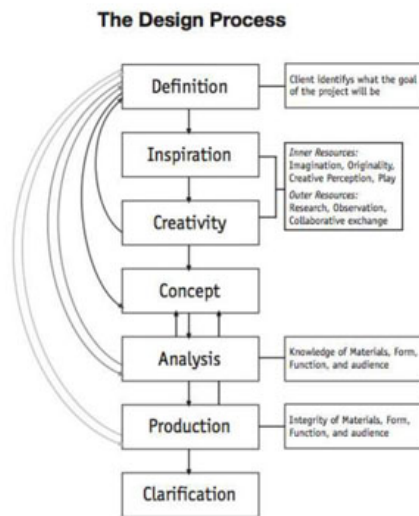 The Design Process
Definition
Client identifys what the goal
of the project will be
Inspiration
Inner Resources:
Imagination, Originality,
Creative Perception, Play
Outer Resources:
Research, Observation,
Collaborative exchange
Creativity
Concept
Analysis
Knowledge of Materials, Form,
Function, and audience
Production
Integrity of Materials, Form,
Function, and audience
Clarification